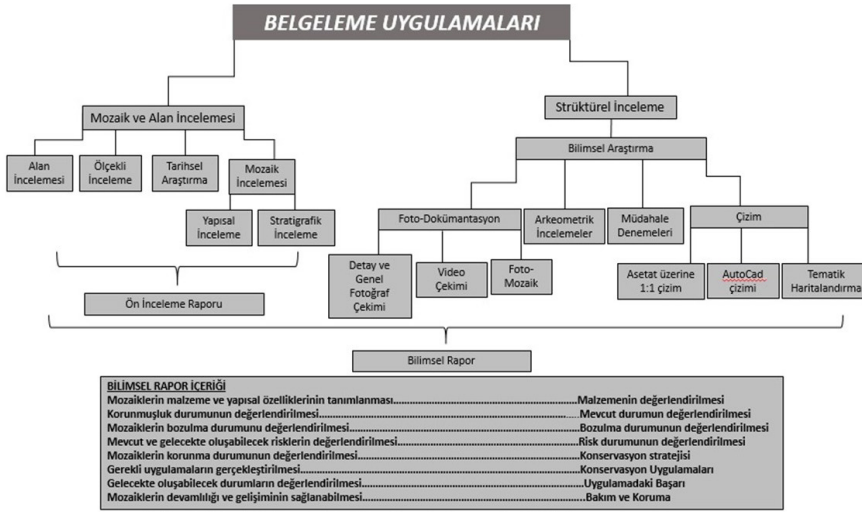 BELGELEME UYGULAMALARI
Mozaik ve Alan İncelemesi
Strüktürel İnceleme
Alan
İncelemesi
Ölçekli
İnceleme
Tarihsel
Araştırma
Mozaik
İncelemesi
Bilimsel Araştırma
Yapısal
İnceleme
Stratigrafik
İnceleme
Foto-Dokümantasyon
Arkeometrik
İncelemeler
Müdahale
Denemeleri
Çizim
Detay ve
Genel
Fotoğraf
Çekimi
Video
Çekimi
Foto-
Mozaik
Asetat üzerine
1:1 çizim
AutoCad
çizimi
Tematik
Haritalandırma
Ön İnceleme Raporu
Bilimsel Rapor
BİLİMSEL RAPOR İÇERİĞİ
Mozaiklerin malzeme ve yapısal özelliklerinin tanımlanması..........Malzemenin değerlendirilmesi
Korunmuşluk durumunun değerlendirilmesi..........Mevcut durumun değerlendirilmesi
Mozaiklerin bozulma durumunu değerlendirilmesi..........Bozulma durumunun değerlendirilmesi
Mevcut ve gelecekte oluşabilecek risklerin değerlendirilmesi..........Risk durumunun değerlendirilmesi
Mozaiklerin korunma durumunun değerlendirilmesi..........Konservasyon stratejisi
Gerekli uygulamaların gerçekleştirilmesi..........Konservasyon Uygulamaları
Gelecekte oluşabilecek durumların değerlendirilmesi..........Uygulamadaki Başarı
Mozaiklerin devamlılığı ve gelişiminin sağlanabilmesi..........Bakım ve Koruma